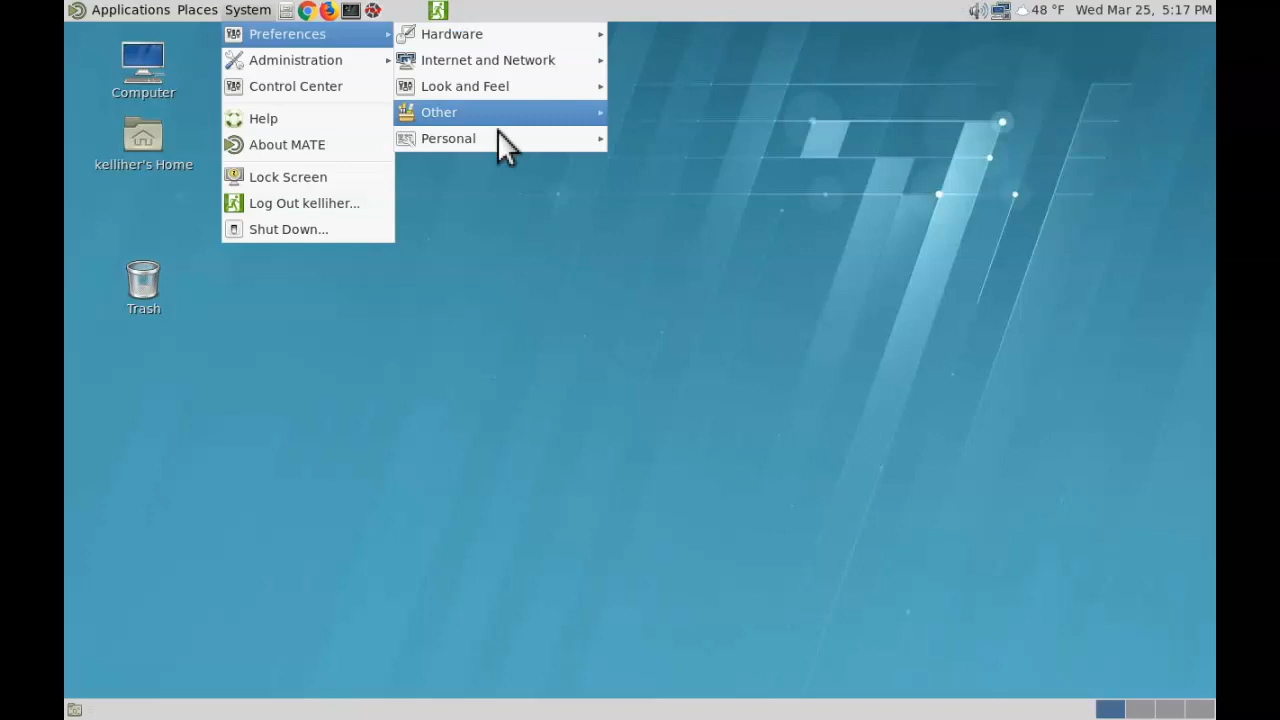 Applications Places System 48 °F Wed Mar 25, 5:17 PM
Preferences
Administration
Control Center
Help
About MATE
Lock Screen
Log Out kelliher...
Shut Down...
Hardware
Internet and Network
Look and Feel
Other
Personal
Computer
kelliher's Home
Trash